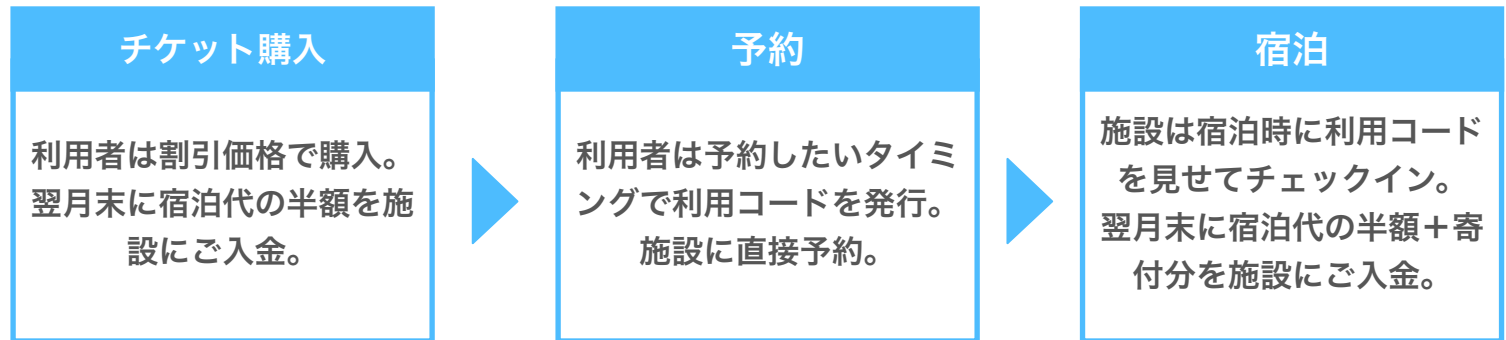 チケット購入
利用者は割引価格で購入。
翌月末に宿泊代の半額を施
設にご入金。
予約
利用者は予約したいタイミ
ングで利用コードを発行。
施設に直接予約。
宿泊
施設は宿泊時に利用コード
を見せてチェックイン。
翌月末に宿泊代の半額＋寄
付分を施設にご入金。